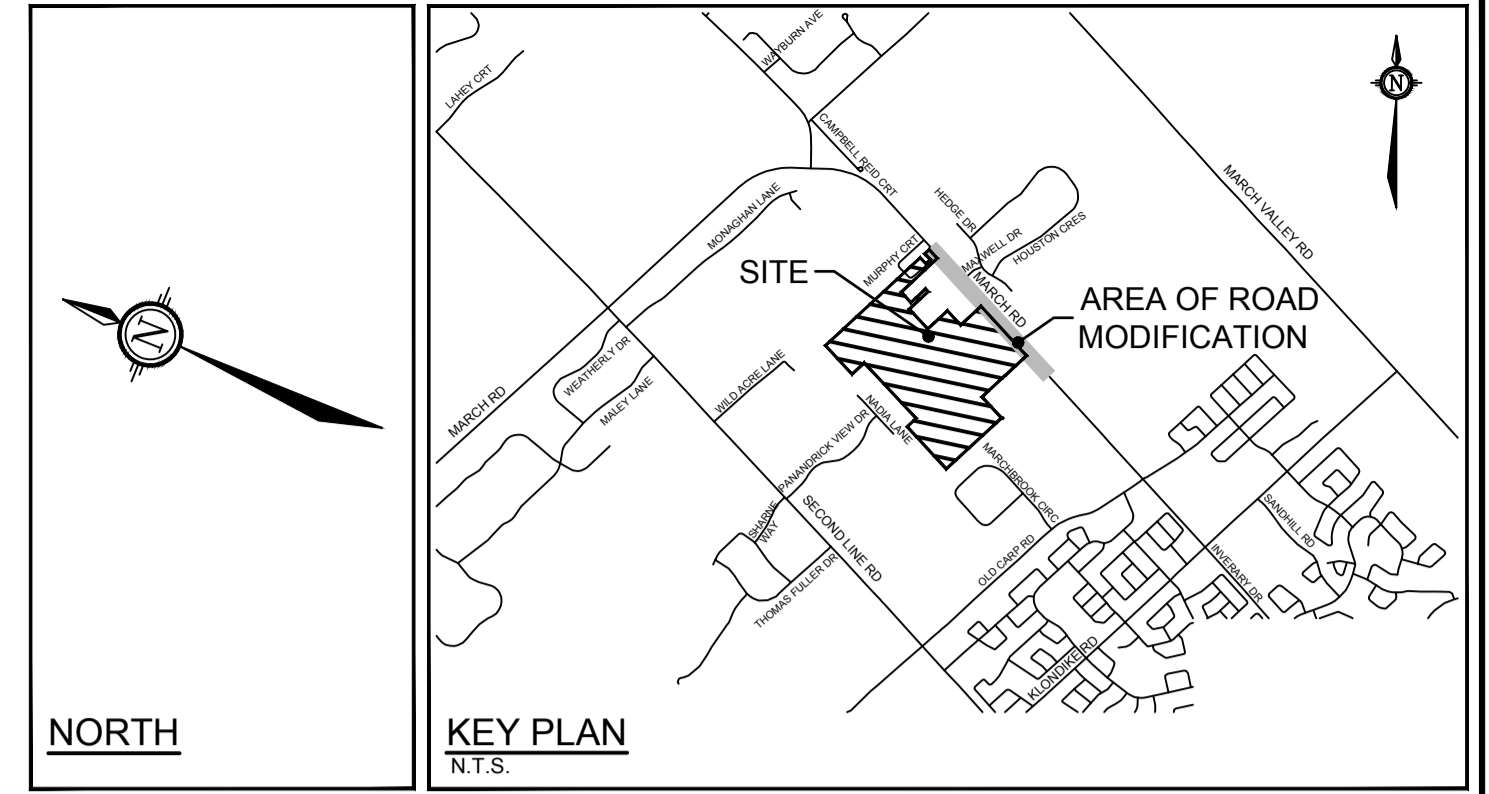 N
NORTH
LAHEY CRT
WAYBURN AVE
N
CAMPBELL REID CRT
MARCH VALLEY RD
MONAGHAN LANE
HEDGE DR
MURPHY CRT
MAXWELL DR
HOUSTON CRES
SITE
MARCH RD
AREA OF ROAD
MODIFICATION
WEATHERLY DR
MARCH RD
MALEY LANE
WILD ACRE LANE
NADIA LANE
PANANDRICK VIEW DR
MARCHBROOK CIRC
SHARNE
WAY
SECOND LINE RD
SANDHILL RD
OLD CARP RD
INVERARY DR
THOMAS FULLER DR
KLONDIKE RD
KEY PLAN
N.T.S.